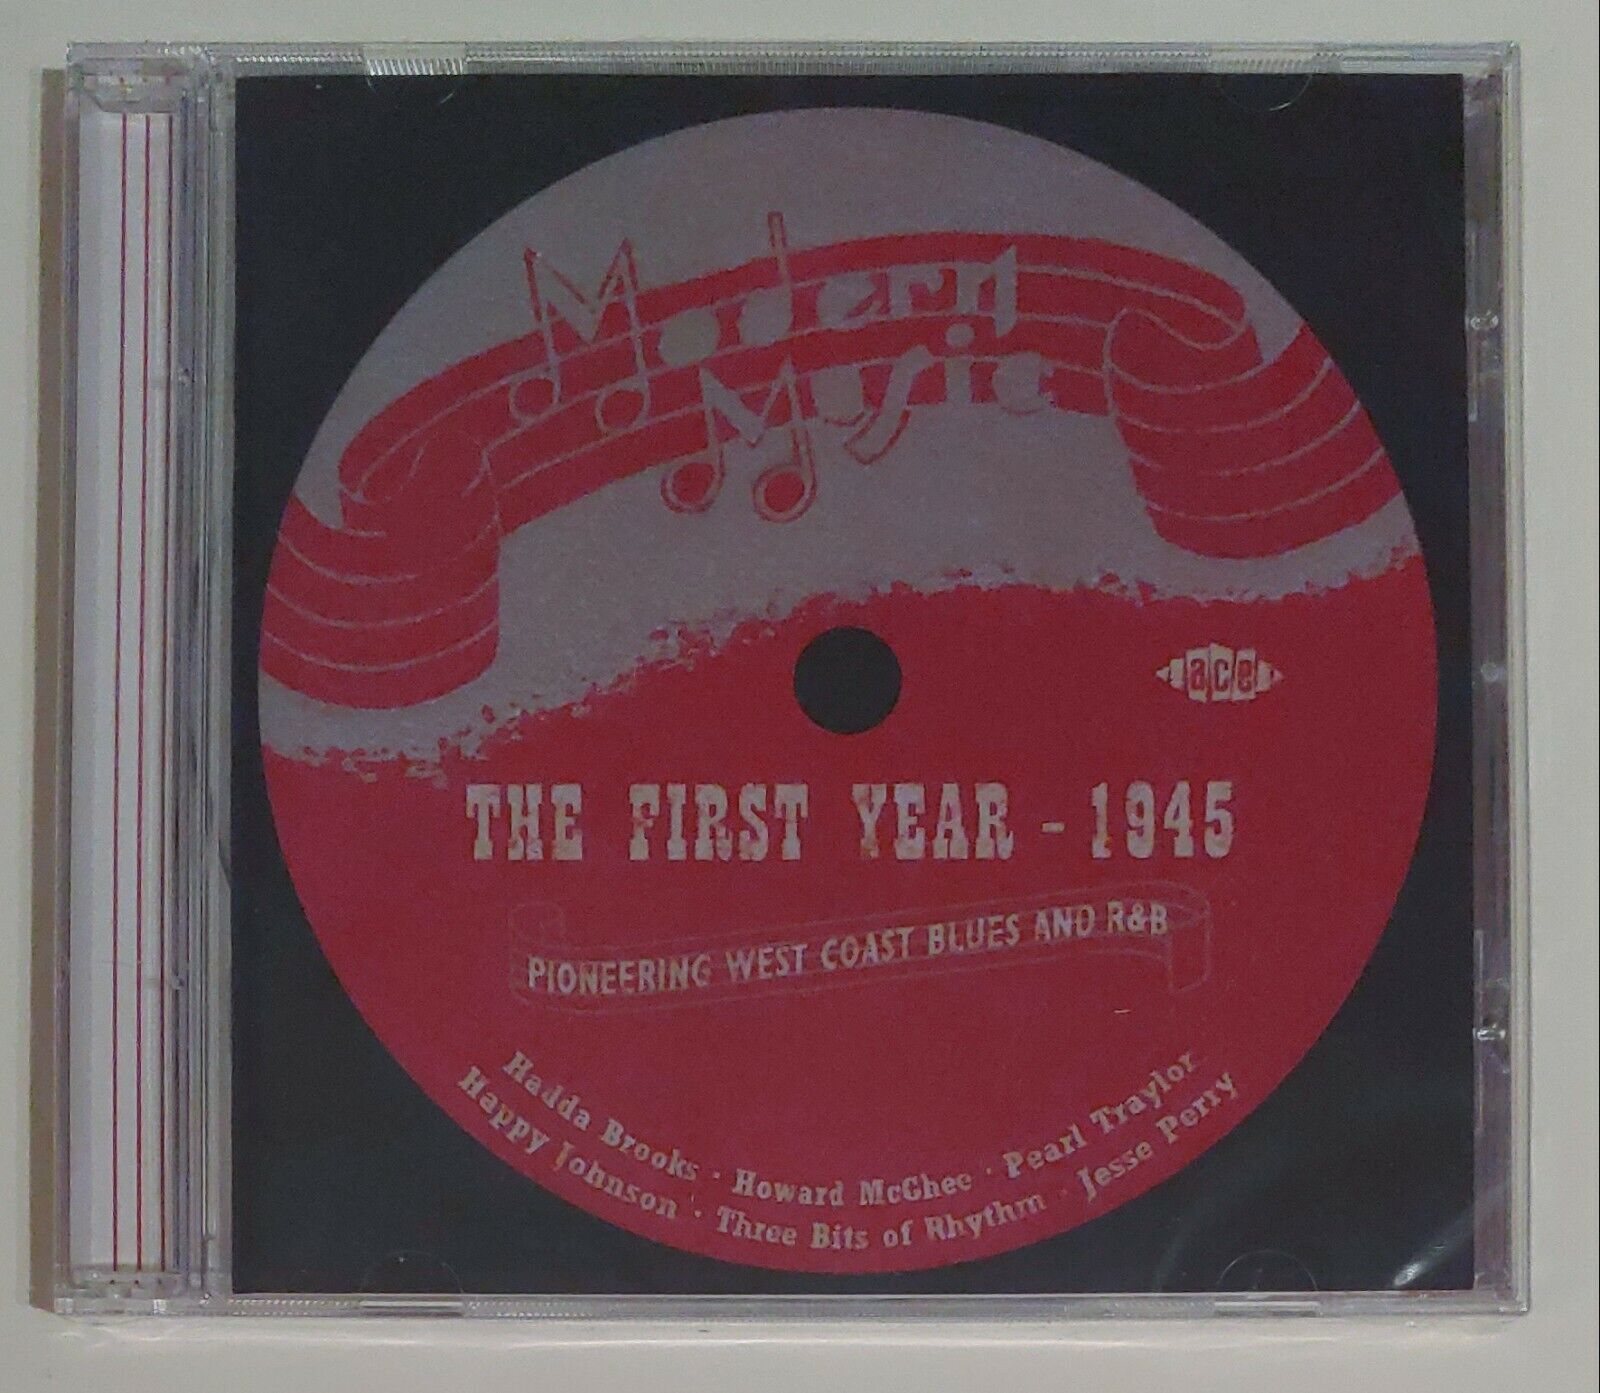 Modern
Music
ace
THE FIRST YEAR - 1945
PIONEERING WEST COAST BLUES AND R&B
Hadda Brooks · Howard McGhee · Pearl Traylor
Happy Johnson · Three Bits of Rhythm · Jesse Perry